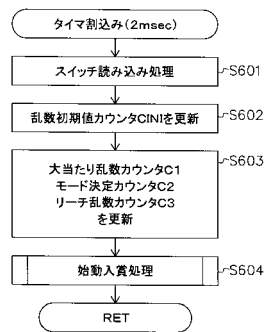 タイマ割込み(2msec)
スイッチ読み込み処理
S601
乱数初期値カウンタCINIを更新
S602
S603
大当たり乱数カウンタC1
モード決定カウンタC2
リーチ乱数カウンタC3
を更新
始動入賞処理
S604
RET